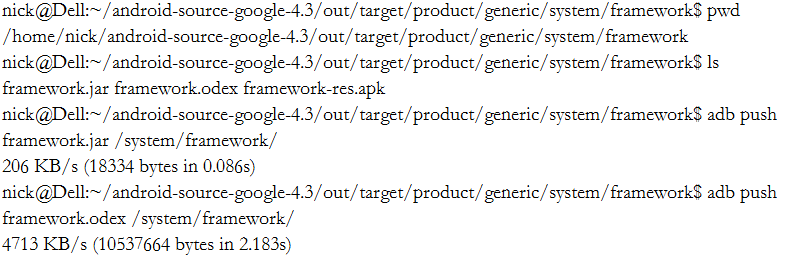 nick@Dell:~/android-source-google-4.3/out/target/product/generic/system/framework$ pwd
/home/nick/android-source-google-4.3/out/target/product/generic/system/framework
nick@Dell:~/android-source-google-4.3/out/target/product/generic/system/framework$ ls
framework.jar framework.odex framework-res.apk
nick@Dell:~/android-source-google-4.3/out/target/product/generic/system/framework$ adb push
framework.jar /system/framework/
206 KB/s (18334 bytes in 0.086s)
nick@Dell:~/android-source-google-4.3/out/target/product/generic/system/framework$ adb push
framework.odex /system/framework/
4713 KB/s (10537664 bytes in 2.183s)